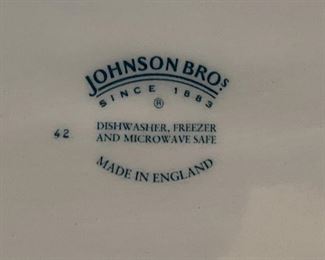 JOHNSON BROS
SINCE 1883
®
42
DISHWASHER, FREEZER
AND MICROWAVE SAFE
MADE IN ENGLAND